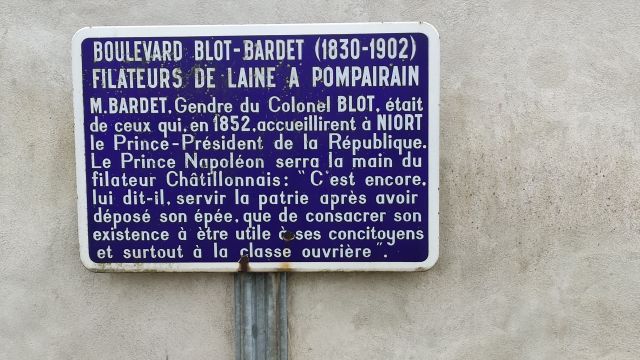 BOULEVARD BLOT-BARDET (1830-1902)
FILATEURS DE LAINE A POMPAIRAIN
M.BARDET, Gendre du Colonel BLOT, était
de ceux qui, en 1852, accueillirent à NIORT
le Prince-Président de la République.
Le Prince Napoléon serra la main du
filateur Châtillonnais: "C'est encore,
lui dit-il, servir la patrie après avoir
déposé son épée, que de consacrer son
existence à être utile à ses concitoyens
et surtout à la classe ouvrière".